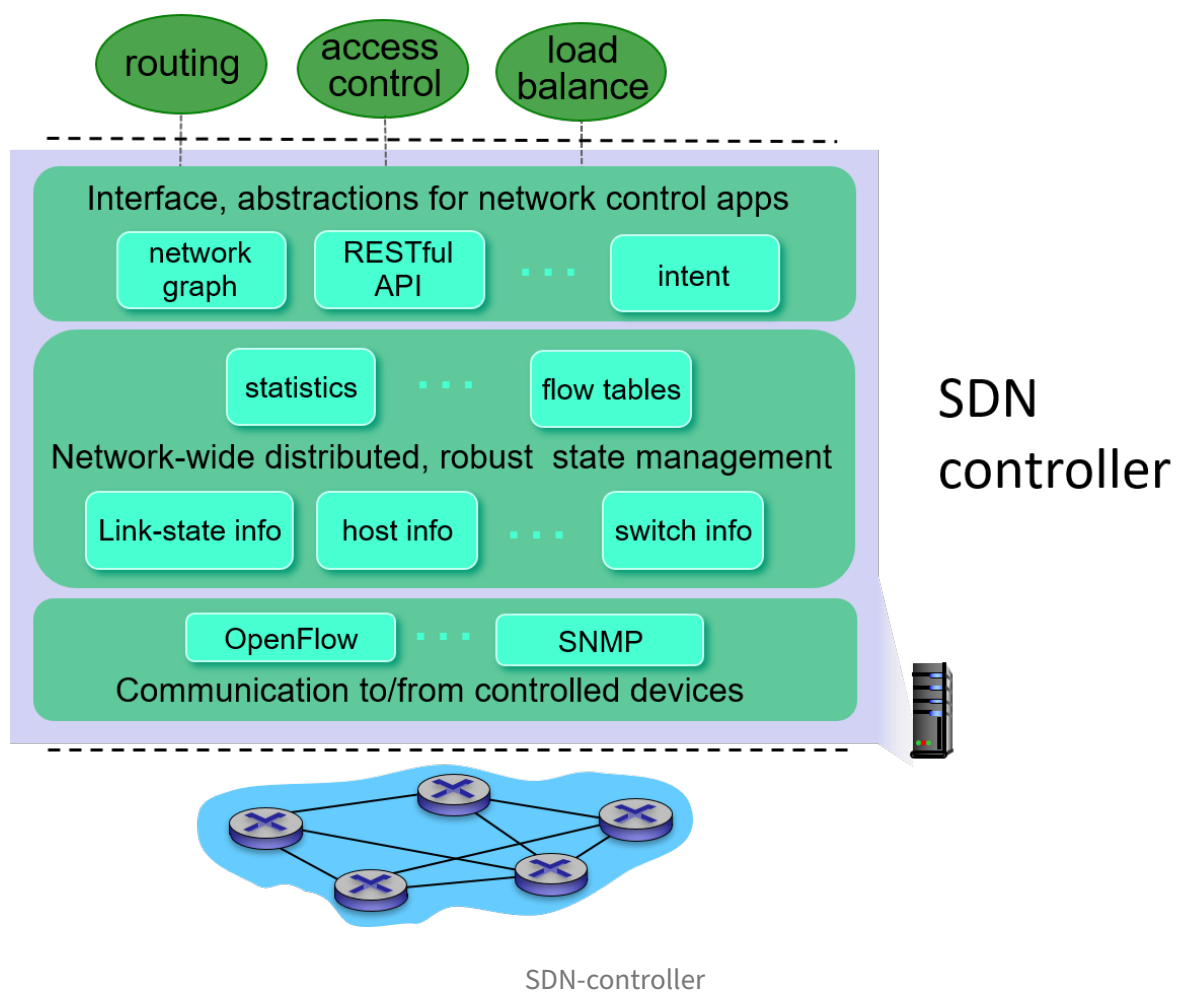 routing
access
control
load
balance
Interface, abstractions for network control apps
network
graph
RESTful
API
. . .
intent
statistics
. . .
flow tables
Network-wide distributed, robust  state management
Link-state info
host info
. . .
switch info
OpenFlow
. . .
SNMP
Communication to/from controlled devices
SDN
controller
SDN-controller